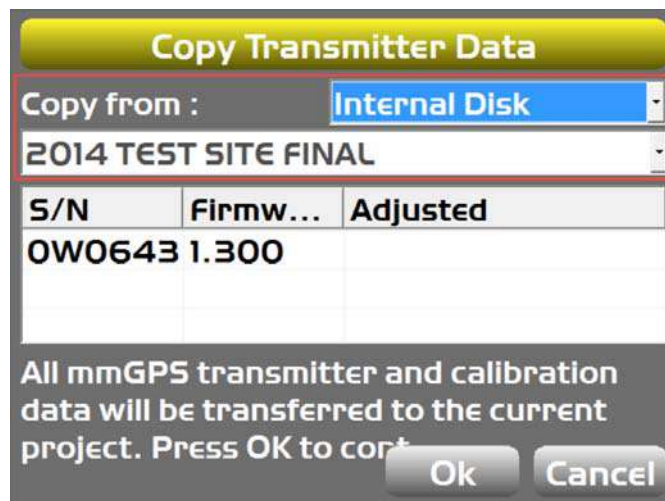 Copy Transmitter Data
Copy from : Internal Disk
2014 TEST SITE FINAL
S/N Firmw... Adjusted
0W0643 1.300
All mmGPS transmitter and calibration
data will be transferred to the current
project. Press OK to cont
Ok Cancel